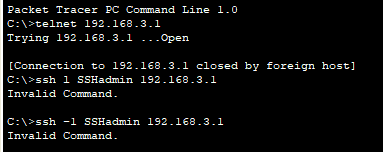 Packet Tracer PC Command Line 1.0
C:\>telnet 192.168.3.1
Trying 192.168.3.1 ...Open
[Connection to 192.168.3.1 closed by foreign host]
C:\>ssh l SSHadmin 192.168.3.1
Invalid Command.
C:\>ssh -l SSHadmin 192.168.3.1
Invalid Command.